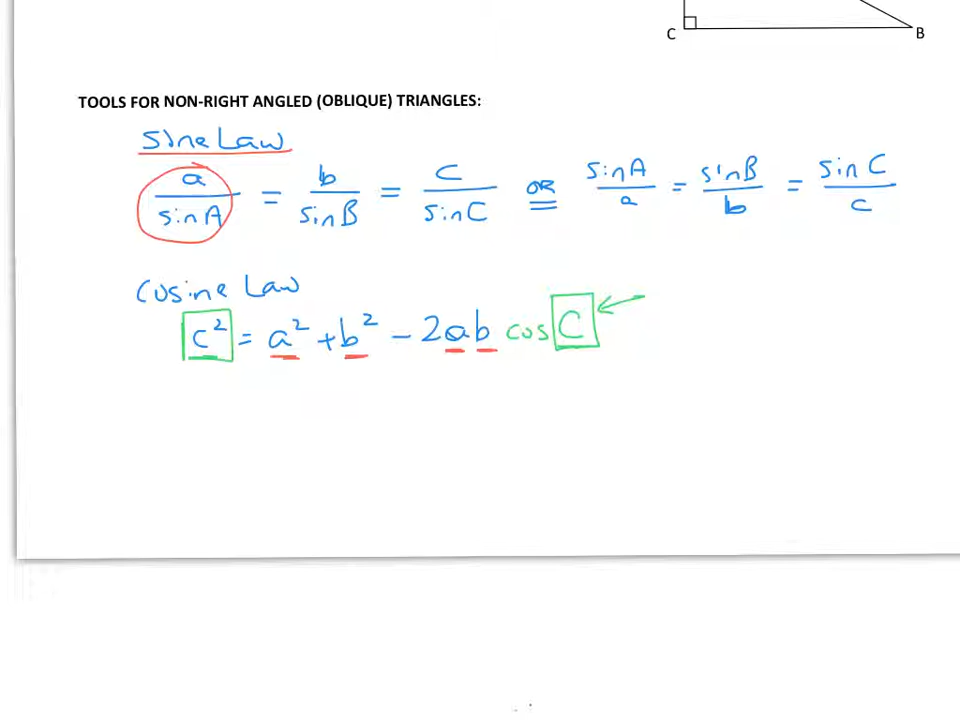 C B
TOOLS FOR NON-RIGHT ANGLED (OBLIQUE) TRIANGLES:
Sine Law
a/sinA = b/sinB = c/sinC OR sinA/a = sinB/b = sinC/c
Cosine Law
c² = a² + b² - 2ab cos C